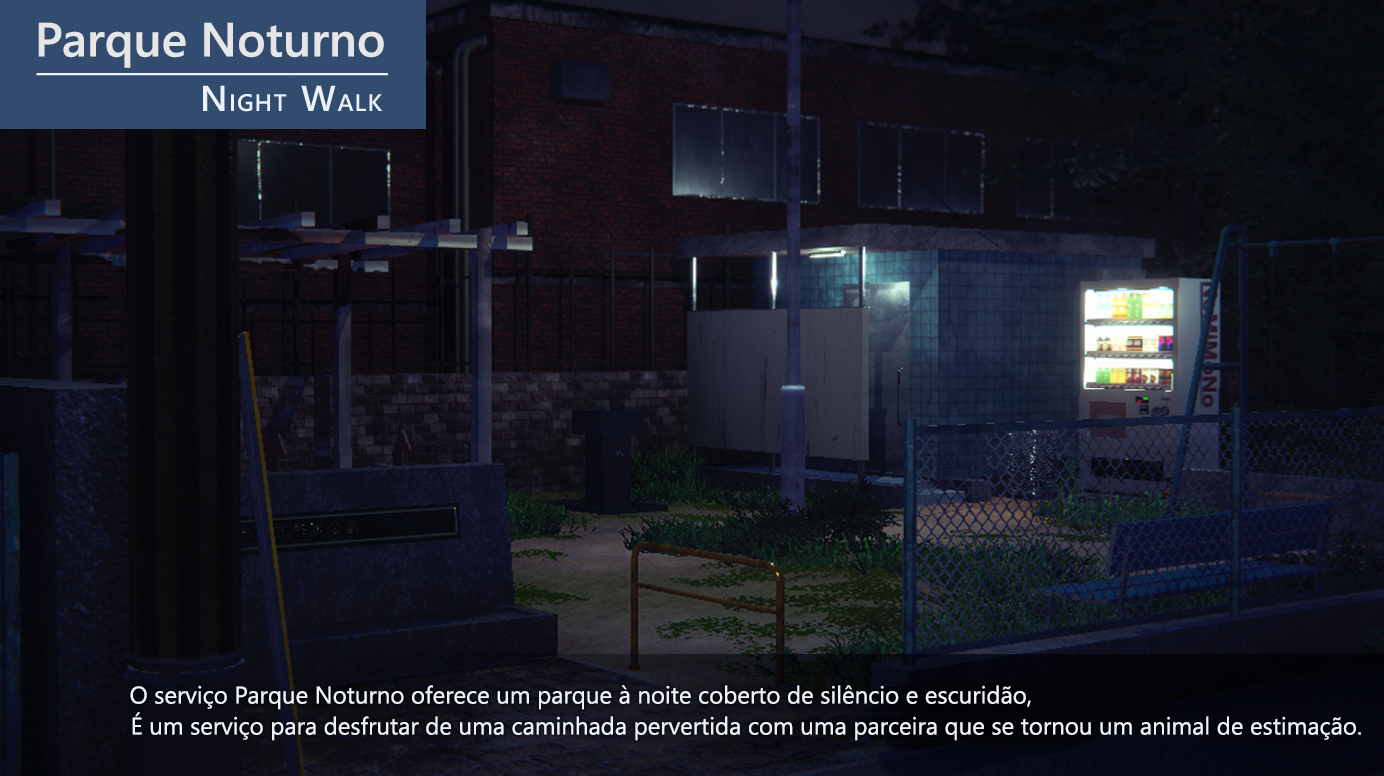 Parque Noturno
Night Walk
O serviço Parque Noturno oferece um parque à noite coberto de silêncio e escuridão,
É um serviço para desfrutar de uma caminhada pervertida com uma parceira que se tornou um animal de estimação.